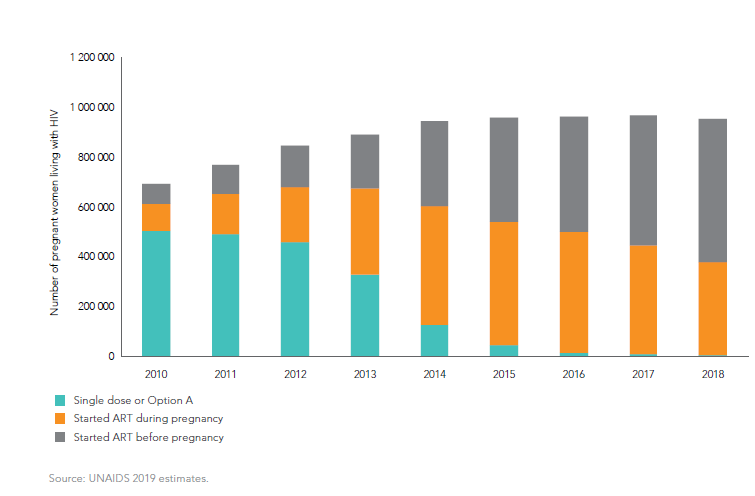 Number of pregnant women living with HIV
1 200 000
1 000 000
800 000
600 000
400 000
200 000
0
2010 2011 2012 2013 2014 2015 2016 2017 2018
Single dose or Option A
Started ART during pregnancy
Started ART before pregnancy
Source: UNAIDS 2019 estimates.